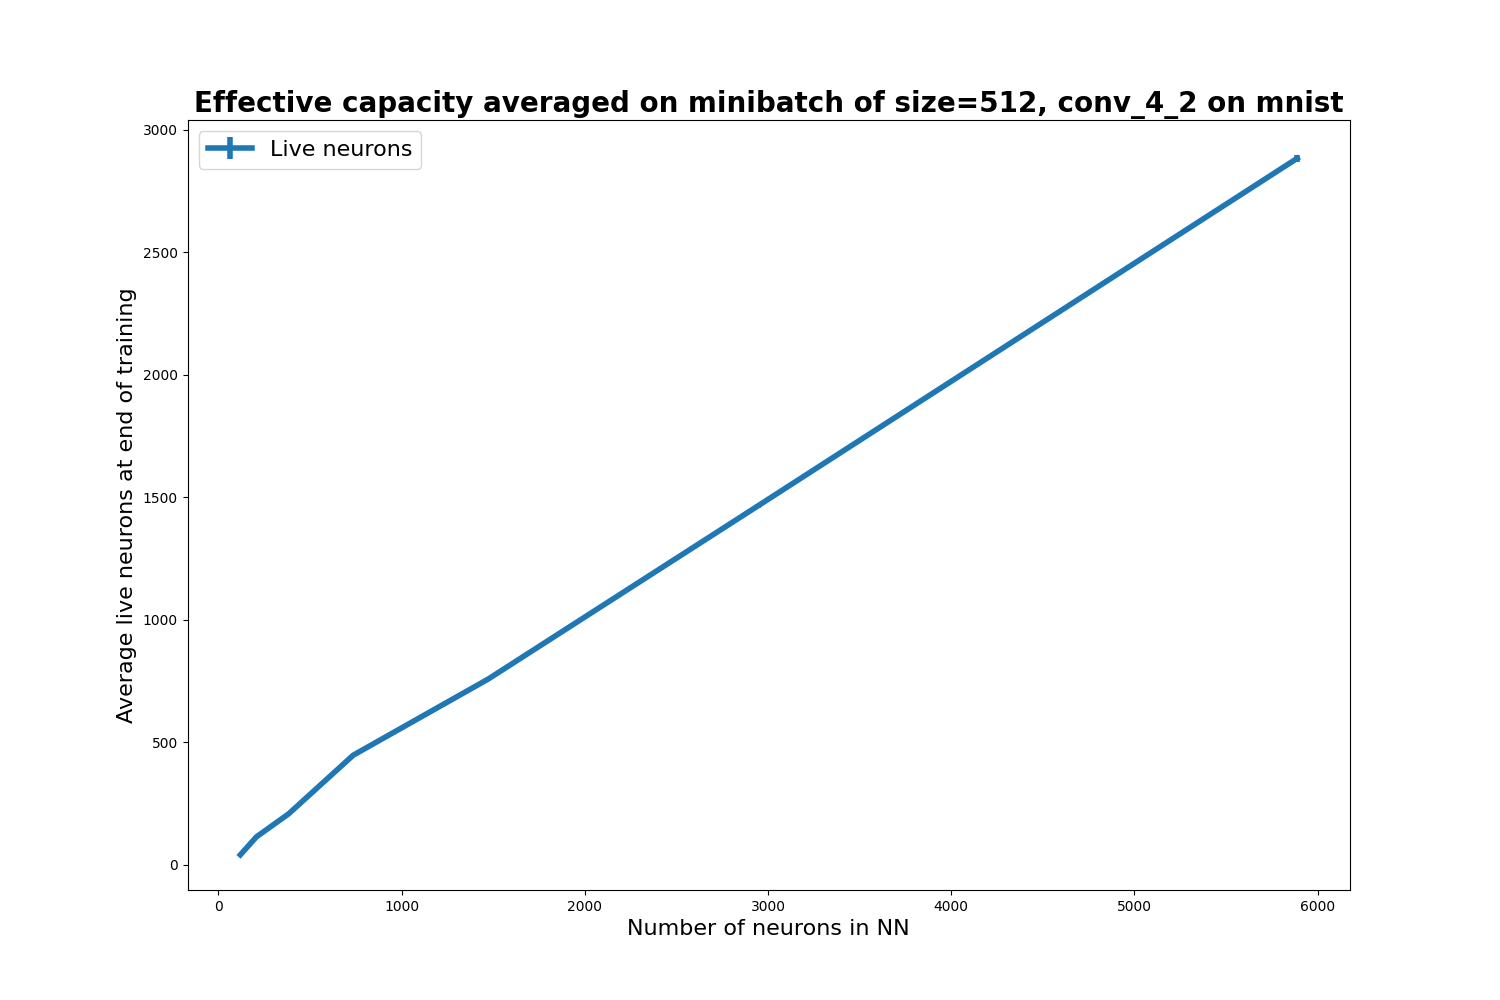 Effective capacity averaged on minibatch of size=512, conv_4_2 on mnist
Live neurons
3000
2500
2000
1500
1000
500
0
Average live neurons at end of training
0 1000 2000 3000 4000 5000 6000
Number of neurons in NN